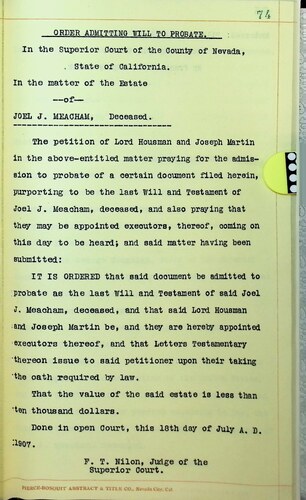 74
ORDER ADMITTING WILL TO PROBATE.
In the Superior Court of the County of Nevada,
State of California.
In the matter of the Estate
--of--
JOEL J. MEACHAM, Deceased.
The petition of Lord Housman and Joseph Martin
in the above-entitled matter praying for the admis-
sion to probate of a certain document filed herein,
purporting to be the last Will and Testament of
Joel J. Meacham, deceased, and also praying that
they may be appointed executors, thereof, coming on
this day to be heard; and said matter having been
submitted:
IT IS ORDERED that said document be admitted to
probate as the last Will and Testament of said Joel
J. Meacham, deceased, and that said Lord Housman
and Joseph Martin be, and they are hereby appointed
executors thereof, and that Letters Testamentary
thereon issue to said petitioner upon their taking
the oath required by law.
That the value of the said estate is less than
ten thousand dollars.
Done in open Court, this 18th day of July A. D.
1907.
F. T. Nilon, Judge of the
Superior Court.
PIERCE-BOSQUIT ABSTRACT & TITLE CO., Nevada City, Cal.